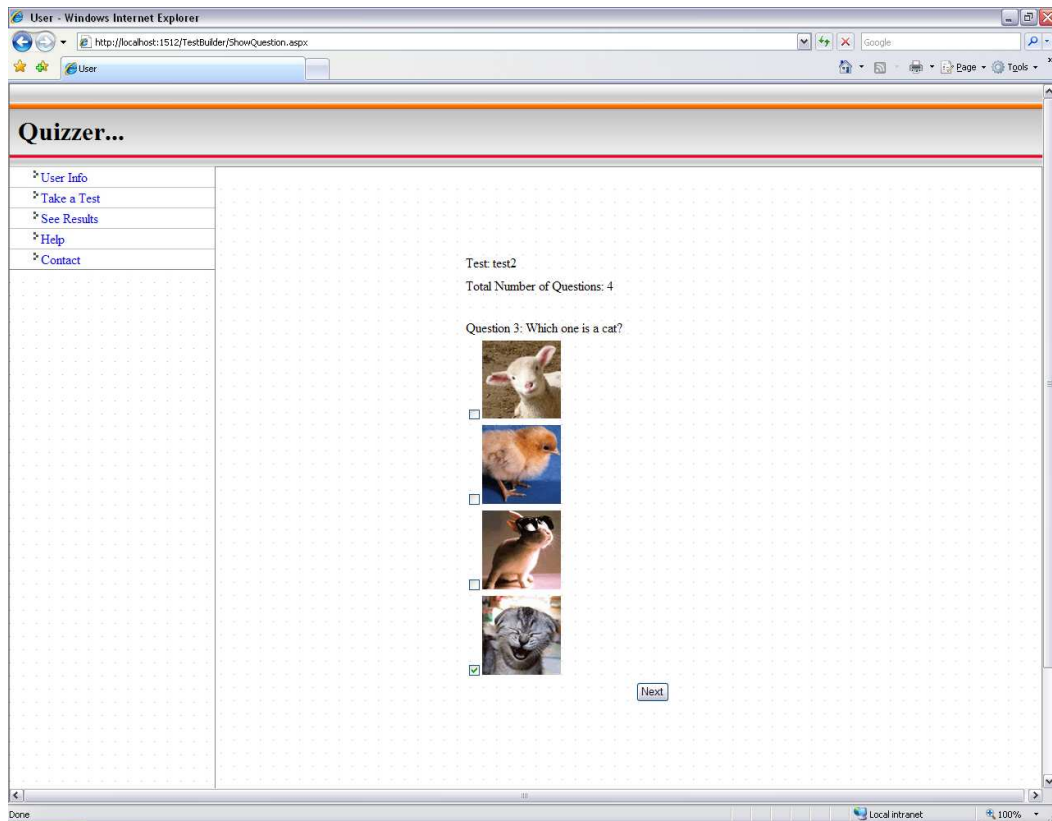 User - Windows Internet Explorer
http://localhost:1512/TestBuilder/ShowQuestion.aspx
Google
User
Page
Tools
Quizzer...
User Info
Take a Test
See Results
Help
Contact
Test: test2
Total Number of Questions: 4
Question 3: Which one is a cat?
Next
Done
Local intranet
100%